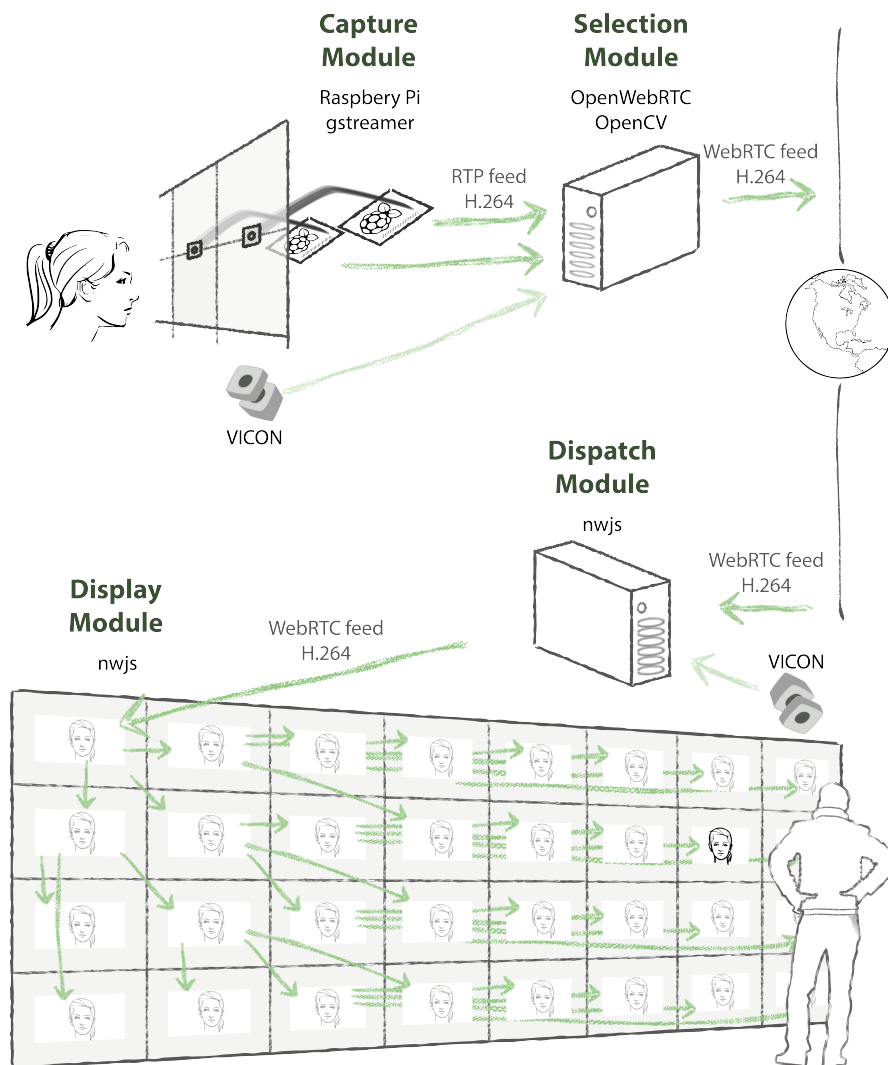 Capture
Module
Raspbery Pi
gstreamer
Selection
Module
OpenWebRTC
OpenCV
RTP feed
H.264
WebRTC feed
H.264
VICON
Dispatch
Module
nwjs
WebRTC feed
H.264
VICON
Display
Module
nwjs
WebRTC feed
H.264